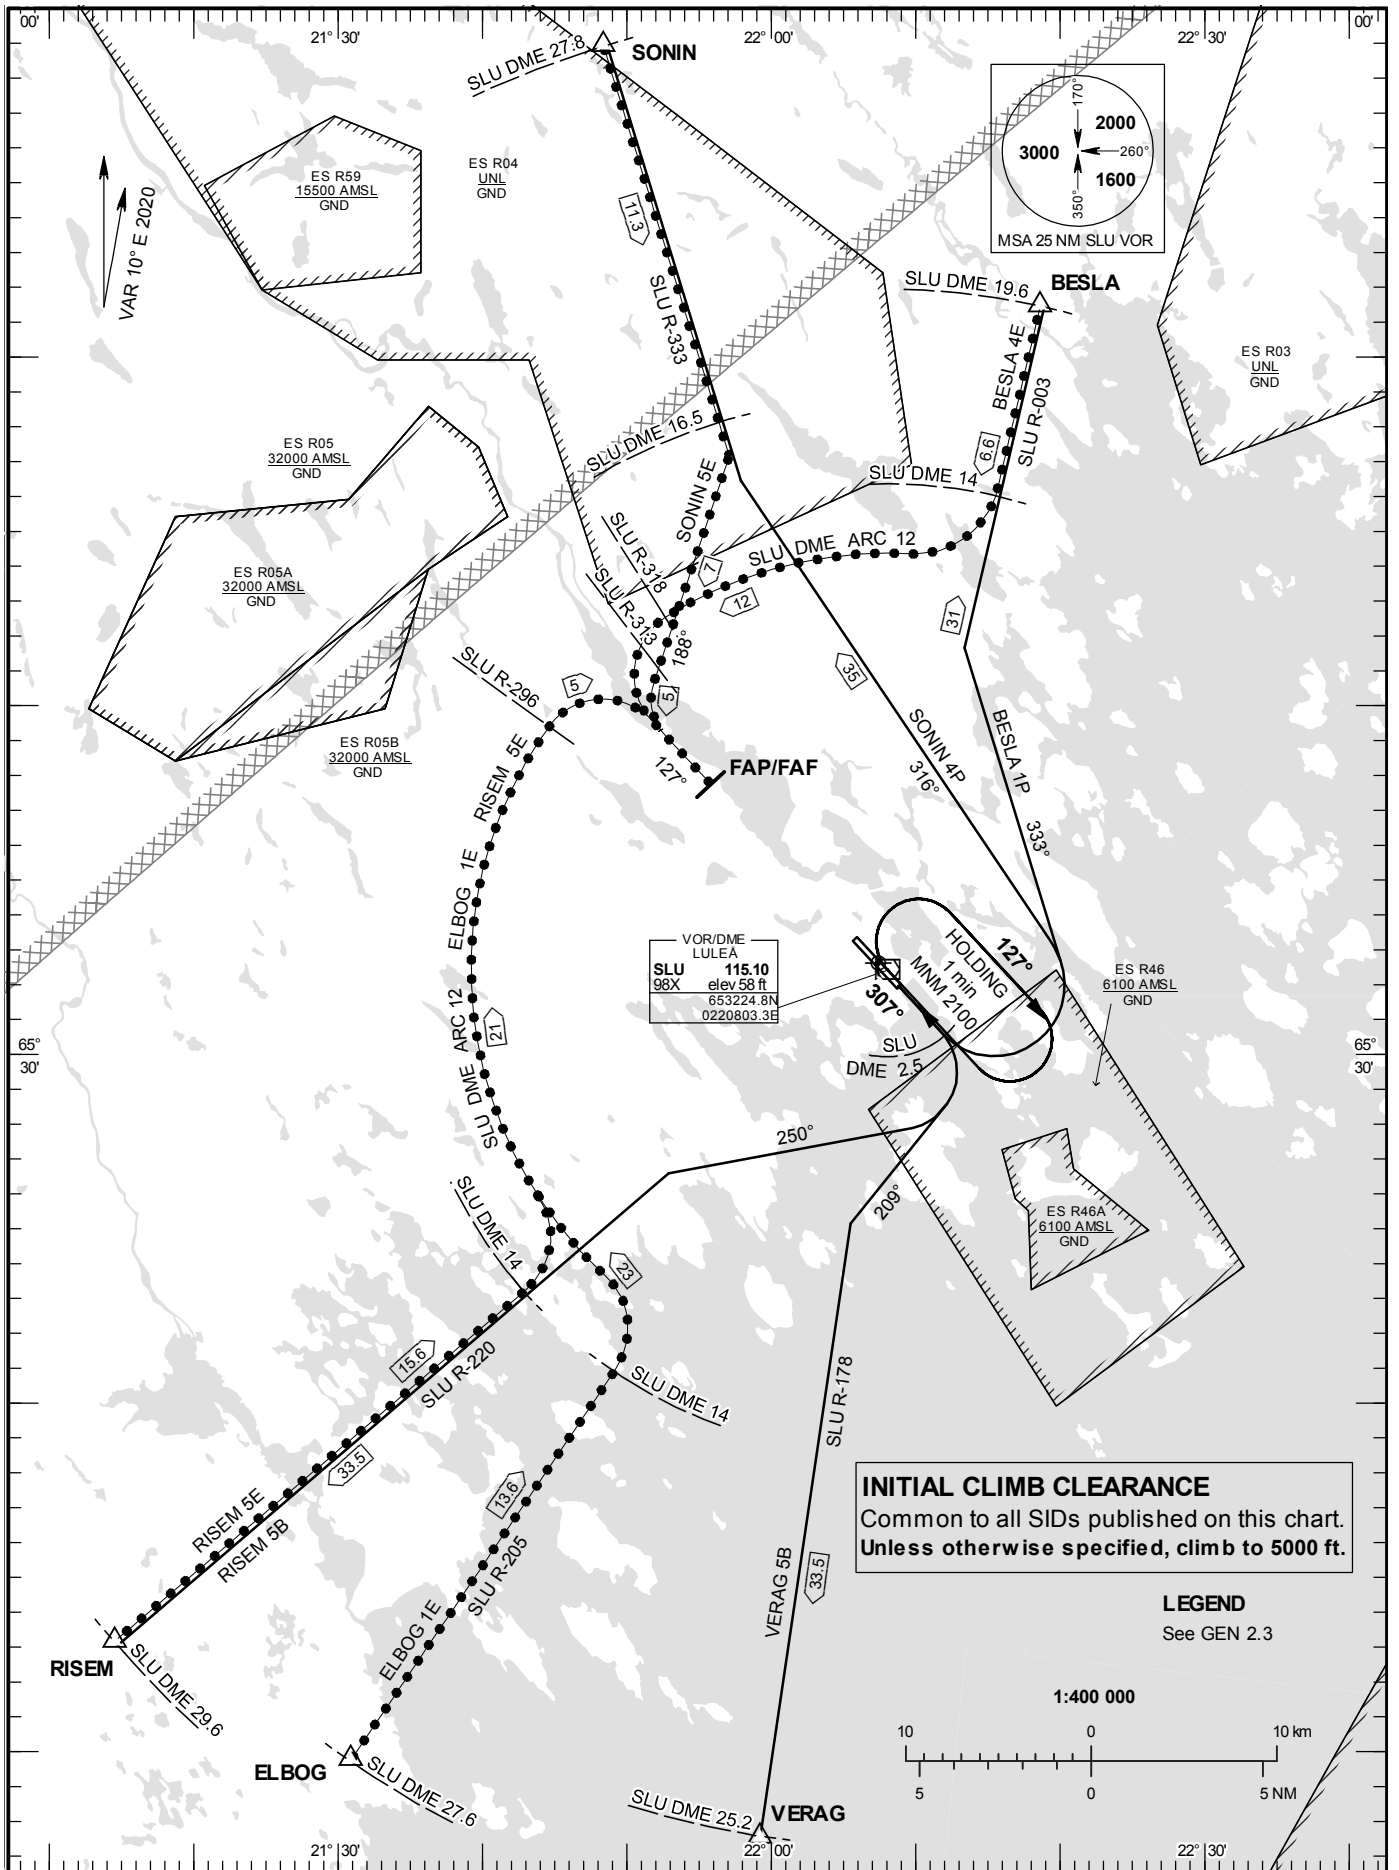 00'
21° 30'
22° 00'
22° 30'
00'
SLU DME 27.8
SONIN
170°
2000
3000
260°
1600
350°
MSA 25 NM SLU VOR
ES R59
15500 AMSL
GND
ES R04
UNL
GND
VAR 10° E 2020
11.3
SLU R-333
SLU DME 19.6
BESLA
BESLA 4E
SLU R-003
6.6
ES R03
UNL
GND
SLU DME 16.5
ES R05
32000 AMSL
GND
SONIN 5E
SLU DME 14
SLU R-318
SLU DME ARC 12
7
12
ES R05A
32000 AMSL
GND
SLU R-313
188°
31
35
SLU R-296
5
5
SONIN 4P
316°
BESLA 1P
333°
ES R05B
32000 AMSL
GND
RISEM 5E
127°
FAP/FAF
ELBOG 1E
VOR/DME
LULEÅ
SLU 115.10
98X elev 58 ft
653224.8N
0220803.3E
HOLDING
1 min
MNM 2100
127°
307°
ES R46
6100 AMSL
GND
SLU DME ARC 12
21
SLU
DME 2.5
65°
30'
65°
30'
250°
209°
ES R46A
6100 AMSL
GND
SLU DME 14
23
15.6
SLU R-220
SLU DME 14
SLU R-178
33.5
13.6
INITIAL CLIMB CLEARANCE
Common to all SIDs published on this chart.
Unless otherwise specified, climb to 5000 ft.
RISEM 5E
RISEM 5B
SLU R-205
VERAG 5B
33.5
LEGEND
See GEN 2.3
ELBOG 1E
RISEM
SLU DME 29.6
1:400 000
10 0 10 km
5 0 5 NM
ELBOG
SLU DME 27.6
SLU DME 25.2
VERAG
21° 30'
22° 00'
22° 30'